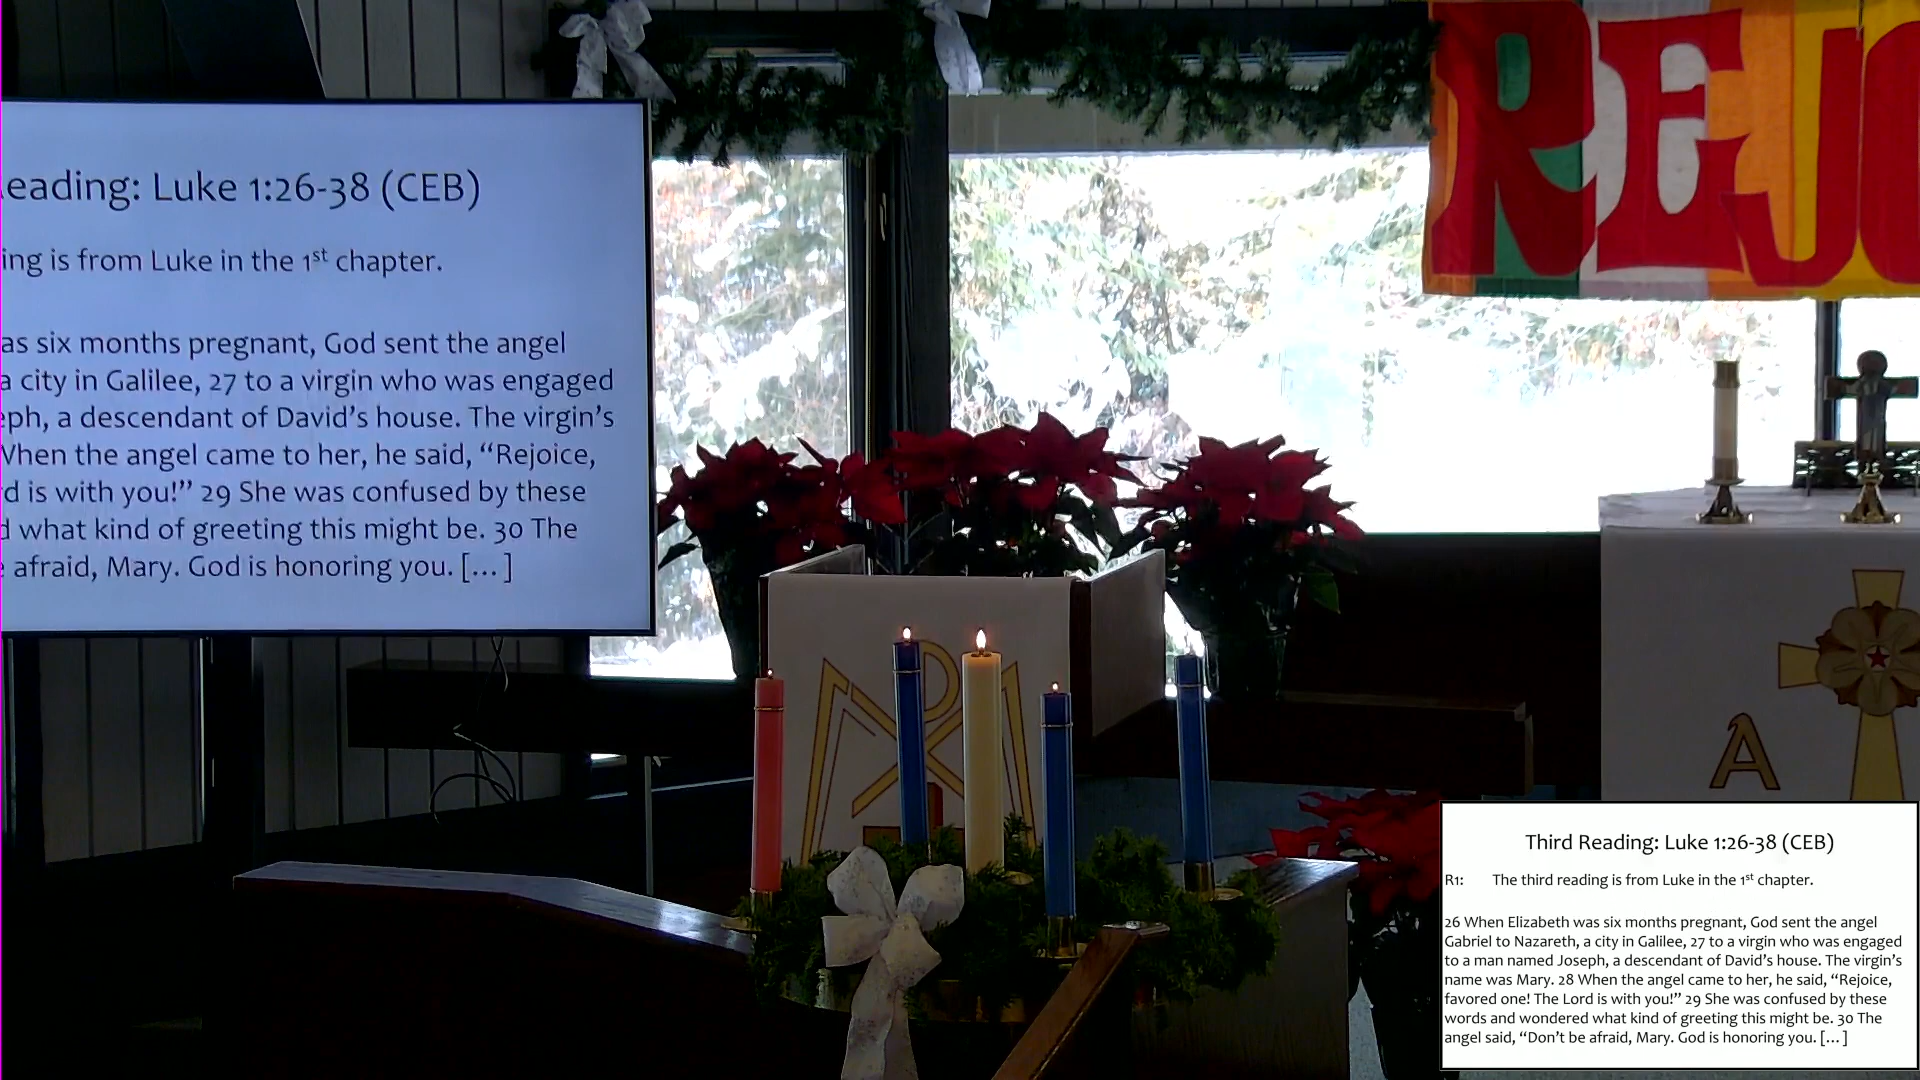 eading: Luke 1:26-38 (CEB)
ing is from Luke in the 1st chapter.
as six months pregnant, God sent the angel
a city in Galilee, 27 to a virgin who was engaged
eph, a descendant of David’s house. The virgin’s
When the angel came to her, he said, “Rejoice,
d is with you!” 29 She was confused by these
d what kind of greeting this might be. 30 The
e afraid, Mary. God is honoring you. […]
REJO
A
Third Reading: Luke 1:26-38 (CEB)
R1: The third reading is from Luke in the 1st chapter.
26 When Elizabeth was six months pregnant, God sent the angel
Gabriel to Nazareth, a city in Galilee, 27 to a virgin who was engaged
to a man named Joseph, a descendant of David’s house. The virgin’s
name was Mary. 28 When the angel came to her, he said, “Rejoice,
favored one! The Lord is with you!” 29 She was confused by these
words and wondered what kind of greeting this might be. 30 The
angel said, “Don’t be afraid, Mary. God is honoring you. […]